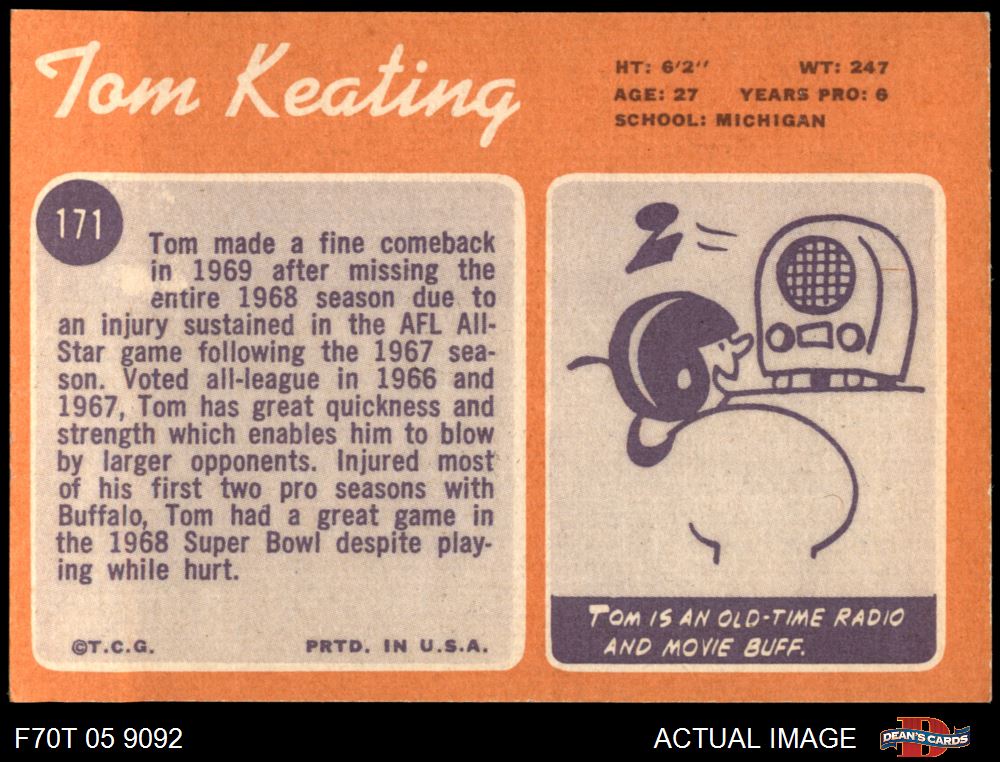 Tom Keating
HT: 6'2"   WT: 247
AGE: 27   YEARS PRO: 6
SCHOOL: MICHIGAN
171
Tom made a fine comeback
in 1969 after missing the
entire 1968 season due to
an injury sustained in the AFL All-
Star game following the 1967 sea-
son. Voted all-league in 1966 and
1967, Tom has great quickness and
strength which enables him to blow
by larger opponents. Injured most
of his first two pro seasons with
Buffalo, Tom had a great game in
the 1968 Super Bowl despite play-
ing while hurt.
©T.C.G.   PRTD. IN U.S.A.
TOM IS AN OLD-TIME RADIO
AND MOVIE BUFF.
F70T 05 9092   ACTUAL IMAGE   D DEAN'S CARDS